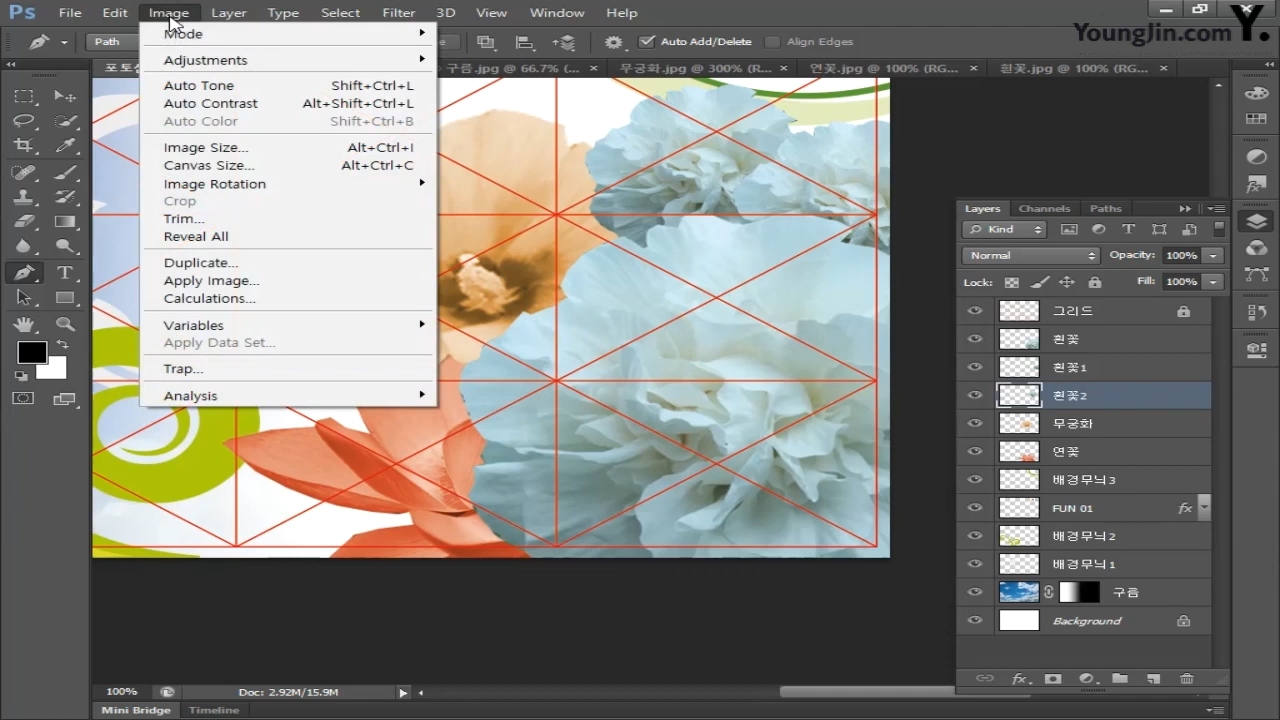 Ps File Edit Image Layer Type Select Filter 3D View Window Help
YoungJin.com Y.
Path Auto Add/Delete Align Edges
구름.jpg @ 66.7% (... × 무궁화.jpg @ 300% (R... × 연꽃.jpg @ 100% (RG... × 흰꽃.jpg @ 100% (RG... ×
Mode
Adjustments
Auto Tone Shift+Ctrl+L
Auto Contrast Alt+Shift+Ctrl+L
Auto Color Shift+Ctrl+B
Image Size... Alt+Ctrl+I
Canvas Size... Alt+Ctrl+C
Image Rotation
Crop
Trim...
Reveal All
Duplicate...
Apply Image...
Calculations...
Variables
Apply Data Set...
Trap...
Analysis
Layers Channels Paths
Kind
Normal Opacity: 100%
Lock: Fill: 100%
그리드
흰꽃
흰꽃1
흰꽃2
무궁화
연꽃
배경무늬3
FUN 01 fx
배경무늬2
배경무늬1
구름
Background
100% Doc: 2.92M/15.9M
Mini Bridge Timeline